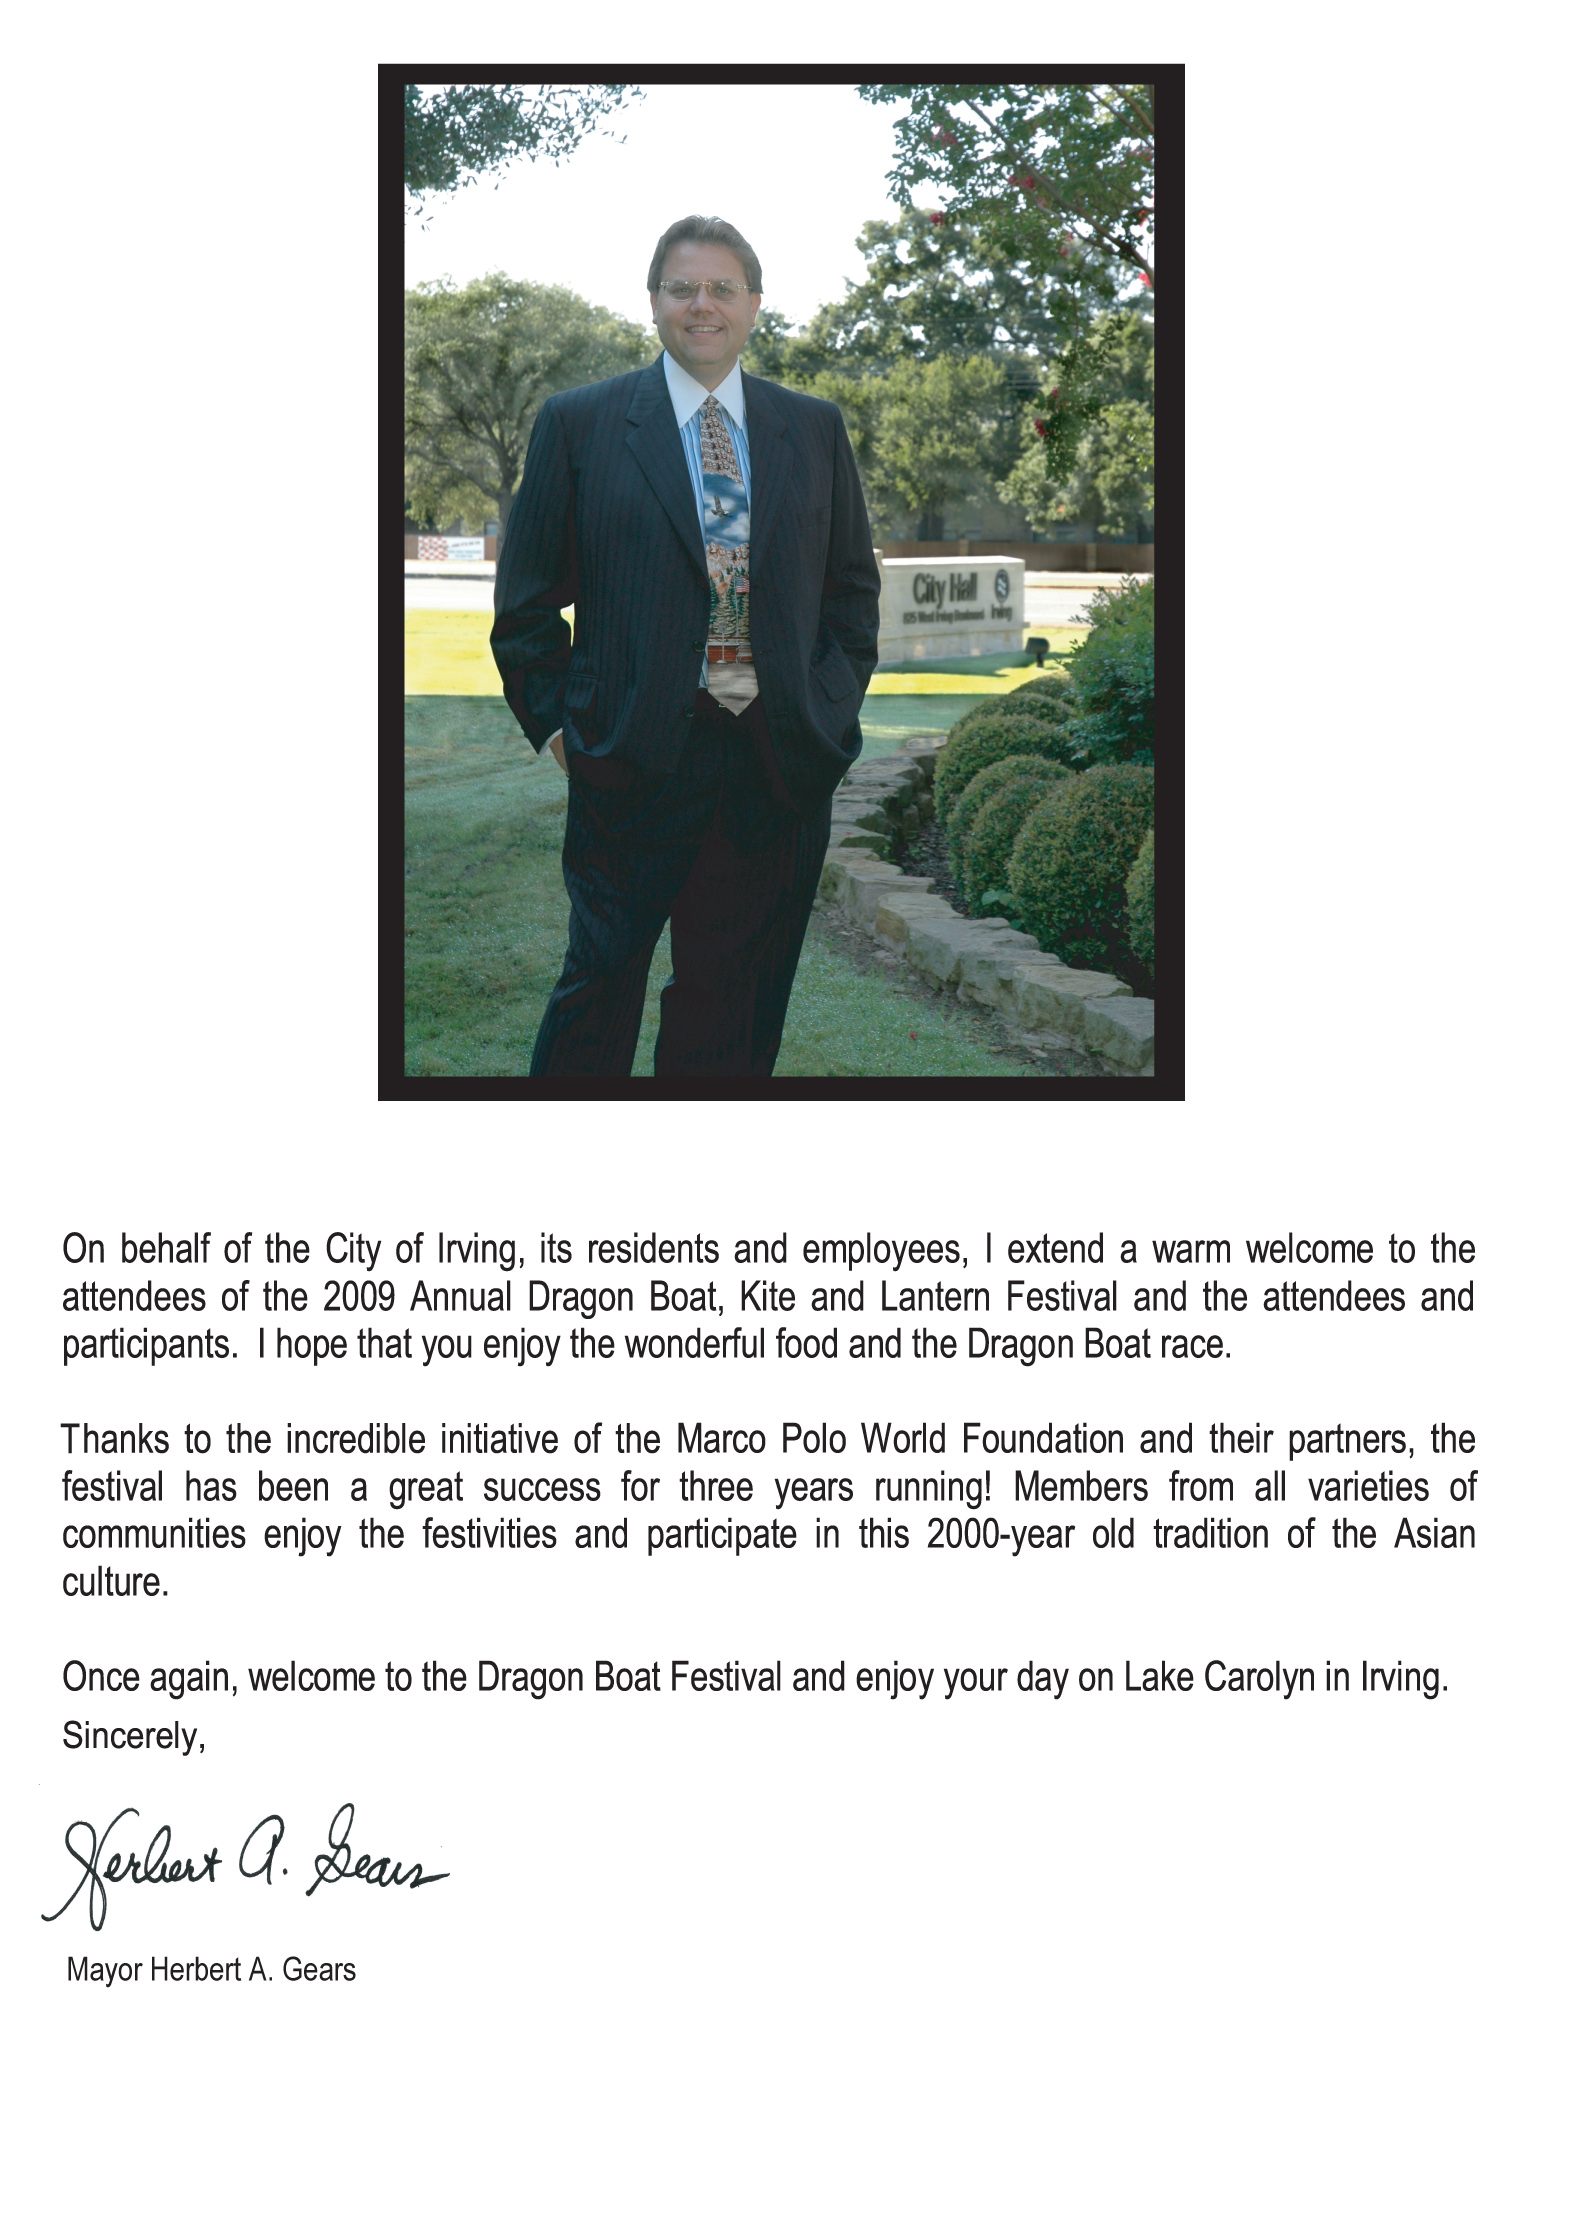 City Hall
825 West Irving Boulevard
Irving
On behalf of the City of Irving, its residents and employees, I extend a warm welcome to the
attendees of the 2009 Annual Dragon Boat, Kite and Lantern Festival and the attendees and
participants. I hope that you enjoy the wonderful food and the Dragon Boat race.
Thanks to the incredible initiative of the Marco Polo World Foundation and their partners, the
festival has been a great success for three years running! Members from all varieties of
communities enjoy the festivities and participate in this 2000-year old tradition of the Asian
culture.
Once again, welcome to the Dragon Boat Festival and enjoy your day on Lake Carolyn in Irving.
Sincerely,
Herbert A. Gears
Mayor Herbert A. Gears